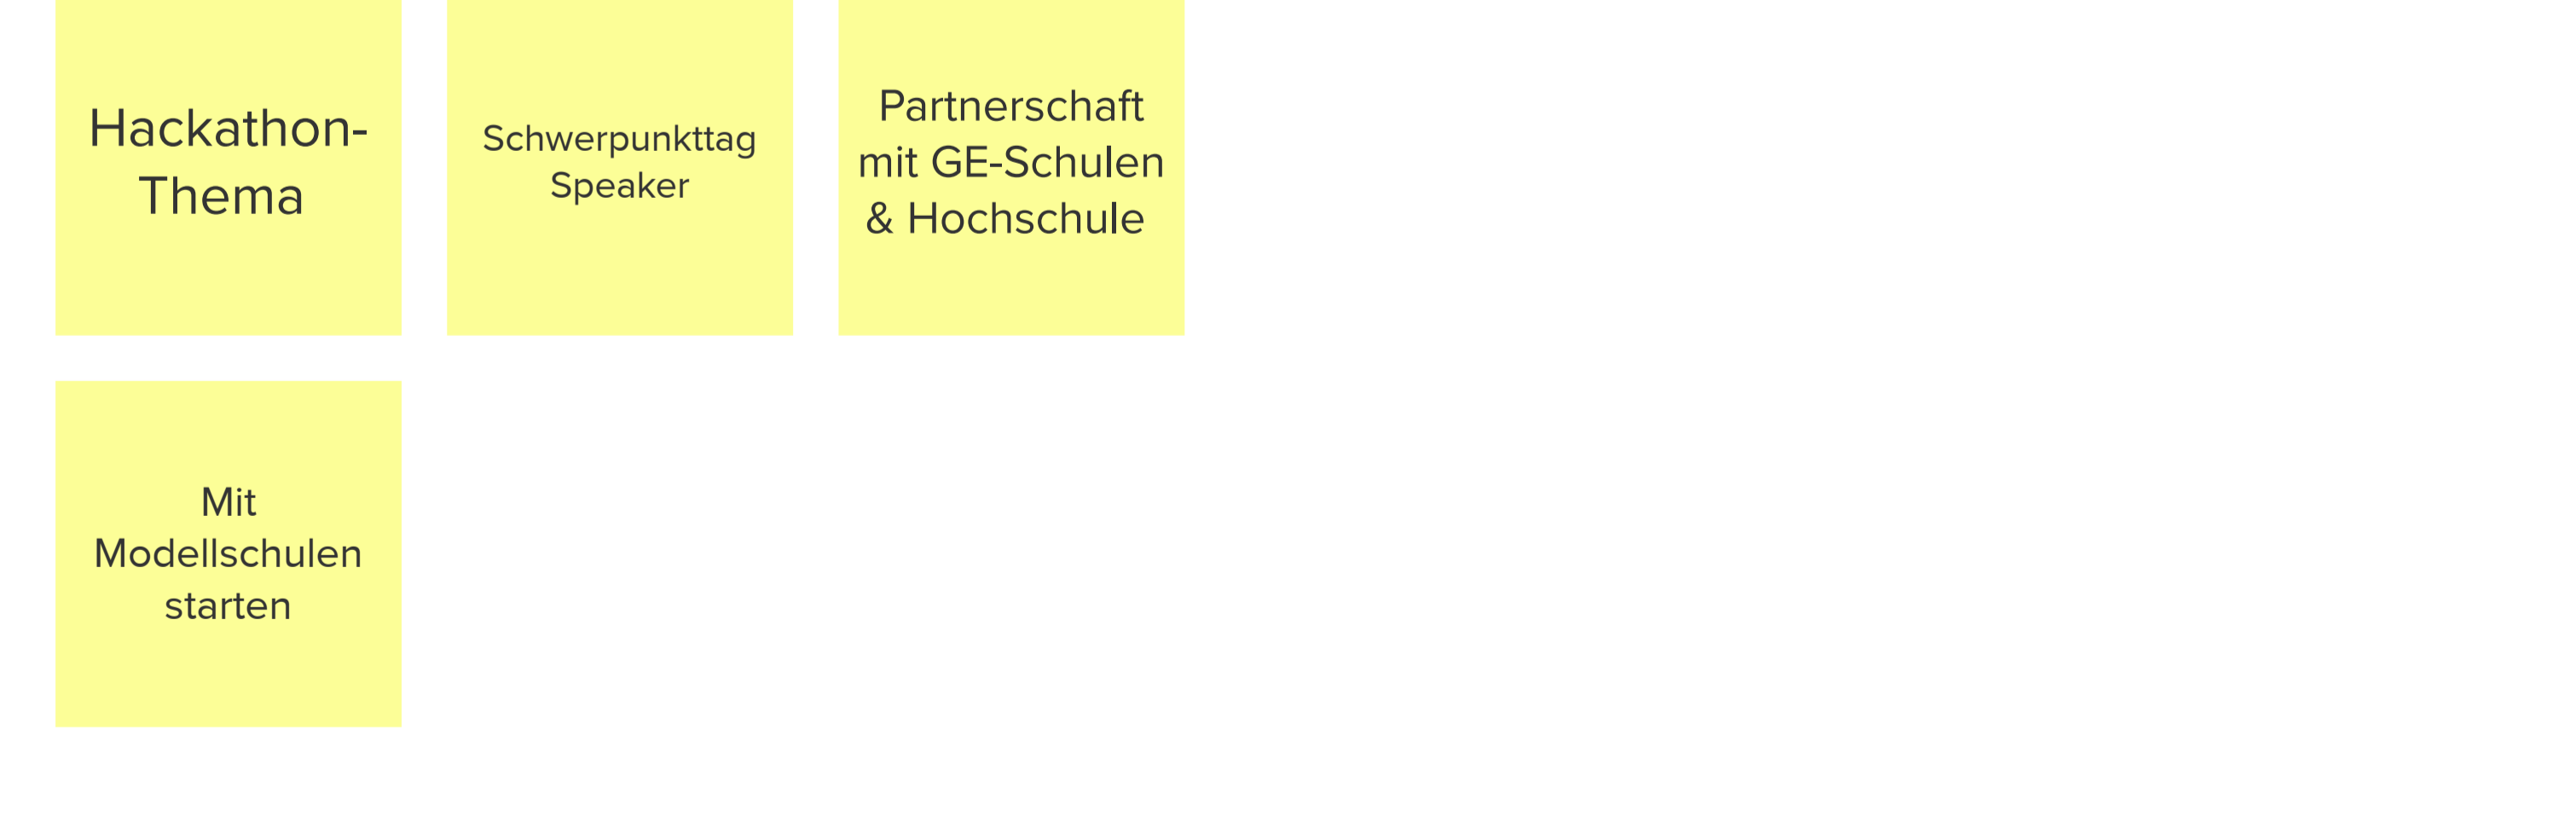 Hackathon-
Thema
Schwerpunkttag
Speaker
Partnerschaft
mit GE-Schulen
& Hochschule
Mit
Modellschulen
starten